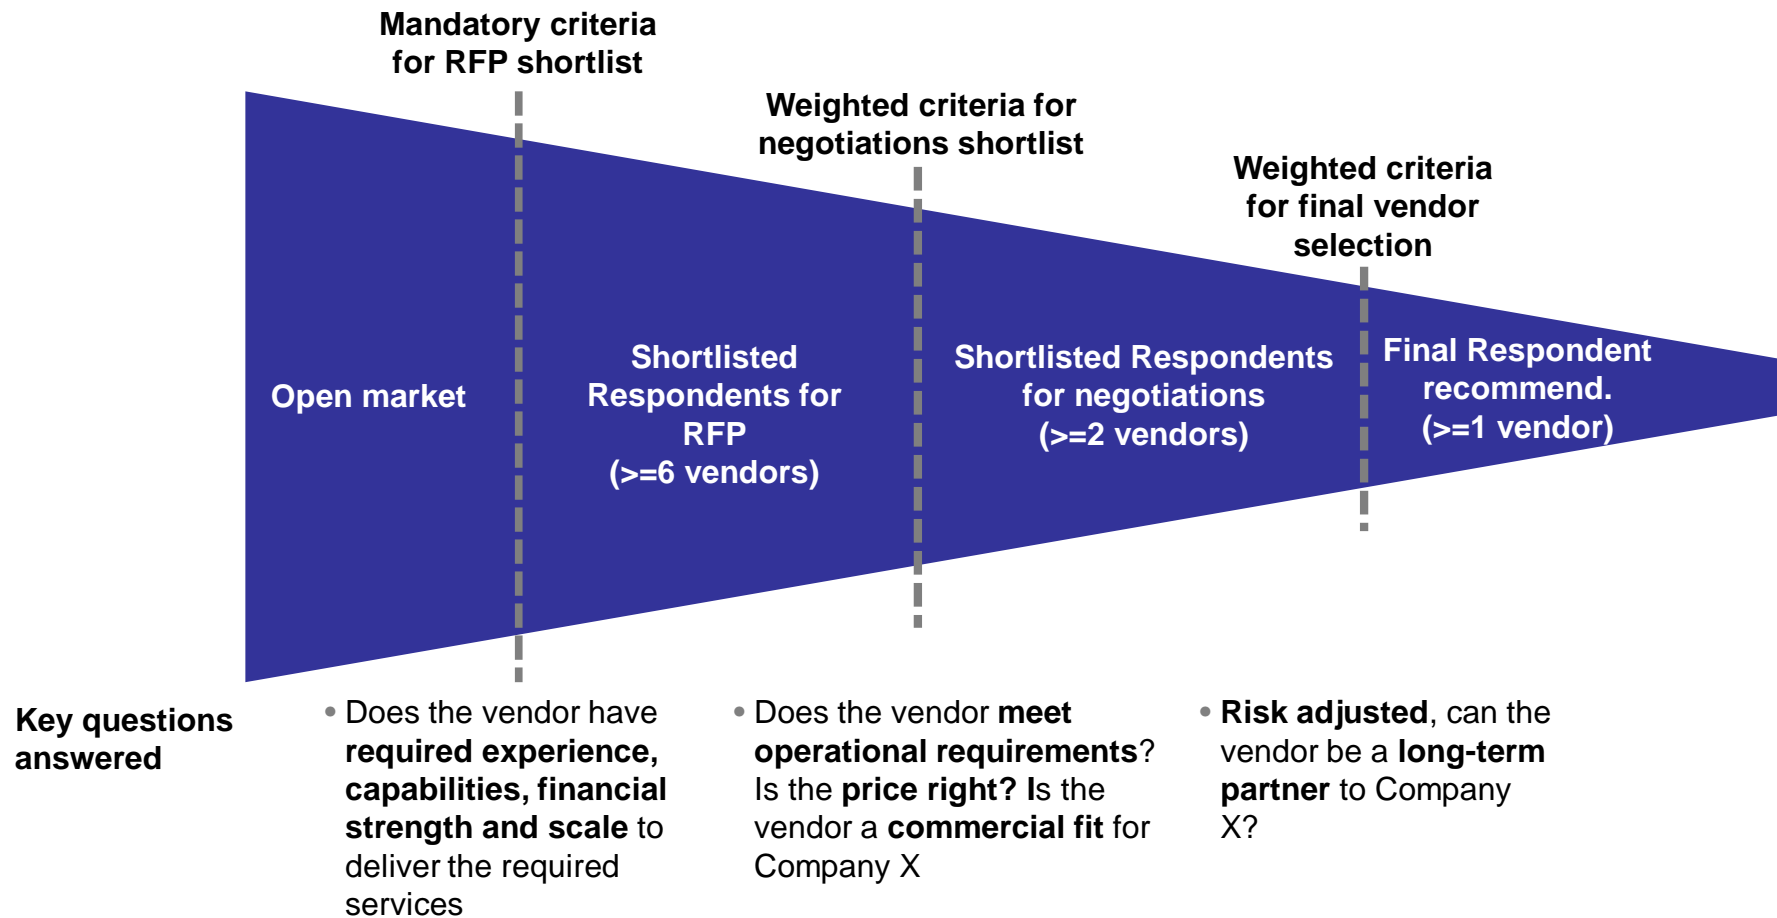 Mandatory criteria
for RFP shortlist
Weighted criteria for
negotiations shortlist
Weighted criteria
for final vendor
selection
Open market
Shortlisted
Respondents for
RFP
(>=6 vendors)
Shortlisted Respondents
for negotiations
(>=2 vendors)
Final Respondent
recommend.
(>=1 vendor)
Key questions
answered
• Does the vendor have
required experience,
capabilities, financial
strength and scale to
deliver the required
services
• Does the vendor meet
operational requirements?
Is the price right? Is the
vendor a commercial fit for
Company X
• Risk adjusted, can the
vendor be a long-term
partner to Company
X?